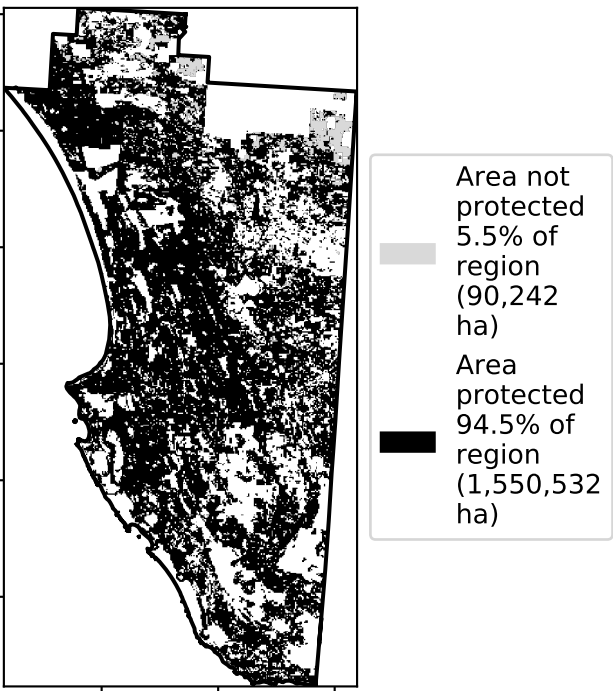 Area not
protected
5.5% of
region
(90,242
ha)
Area
protected
94.5% of
region
(1,550,532
ha)